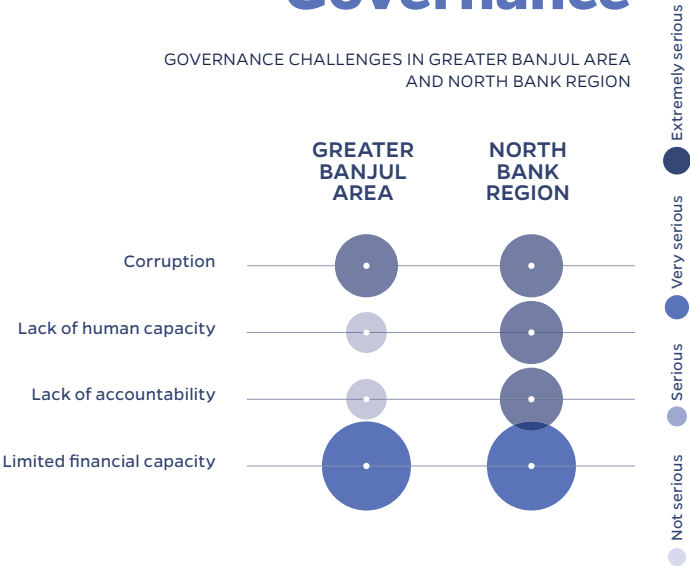 Governance
GOVERNANCE CHALLENGES IN GREATER BANJUL AREA
AND NORTH BANK REGION
GREATER
BANJUL
AREA
NORTH
BANK
REGION
Corruption
Lack of human capacity
Lack of accountability
Limited financial capacity
Extremely serious
Very serious
Serious
Not serious